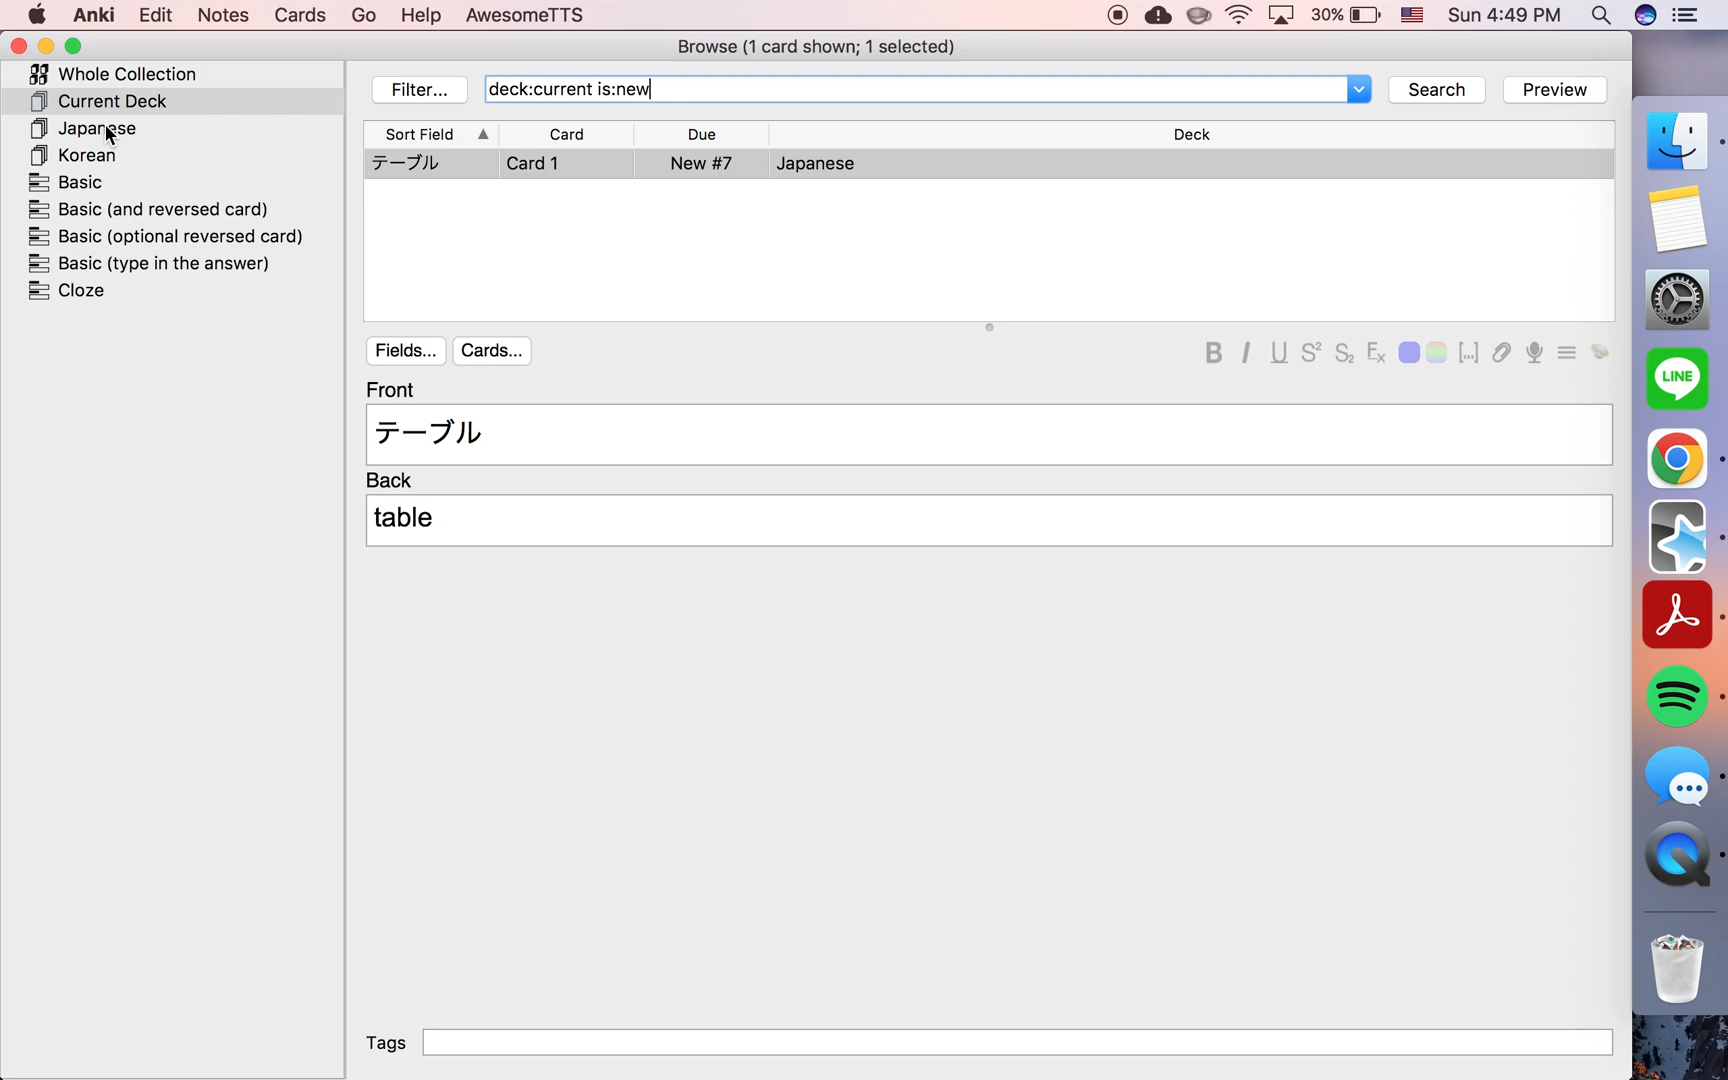 Anki Edit Notes Cards Go Help AwesomeTTS 30% Sun 4:49 PM
Browse (1 card shown; 1 selected)
Whole Collection
Current Deck
Japanese
Korean
Basic
Basic (and reversed card)
Basic (optional reversed card)
Basic (type in the answer)
Cloze
Filter... deck:current is:new Search Preview
Sort Field Card Due Deck
テーブル Card 1 New #7 Japanese
Fields... Cards... B I U S² S₂ Ex [...]
Front
テーブル
Back
table
Tags
LINE